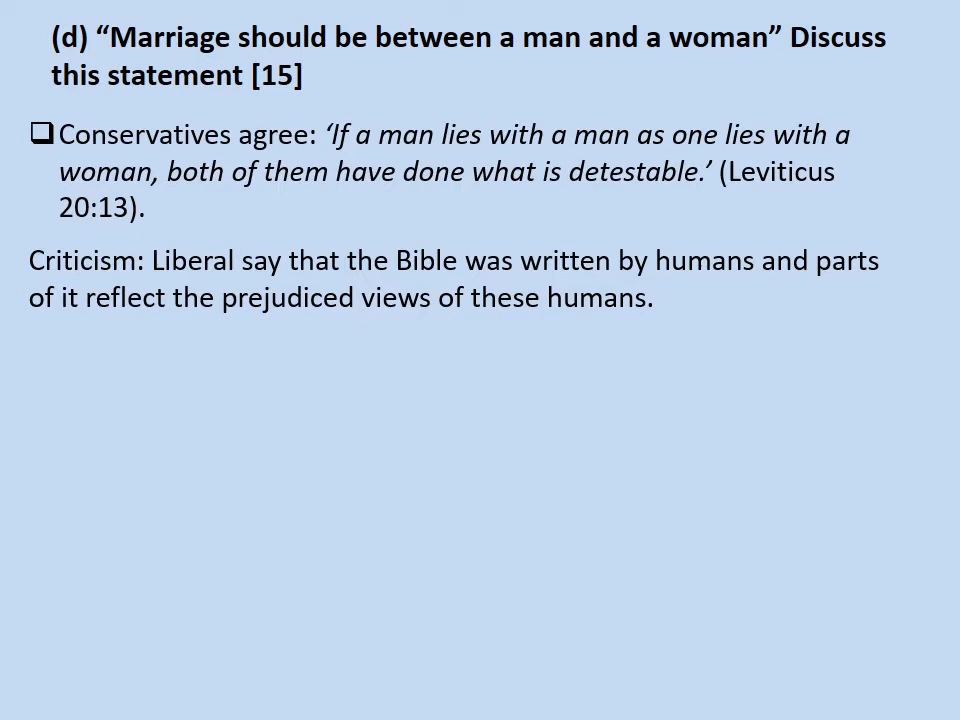 (d) “Marriage should be between a man and a woman” Discuss
this statement [15]
❑Conservatives agree: ‘If a man lies with a man as one lies with a
woman, both of them have done what is detestable.’ (Leviticus
20:13).
Criticism: Liberal say that the Bible was written by humans and parts
of it reflect the prejudiced views of these humans.